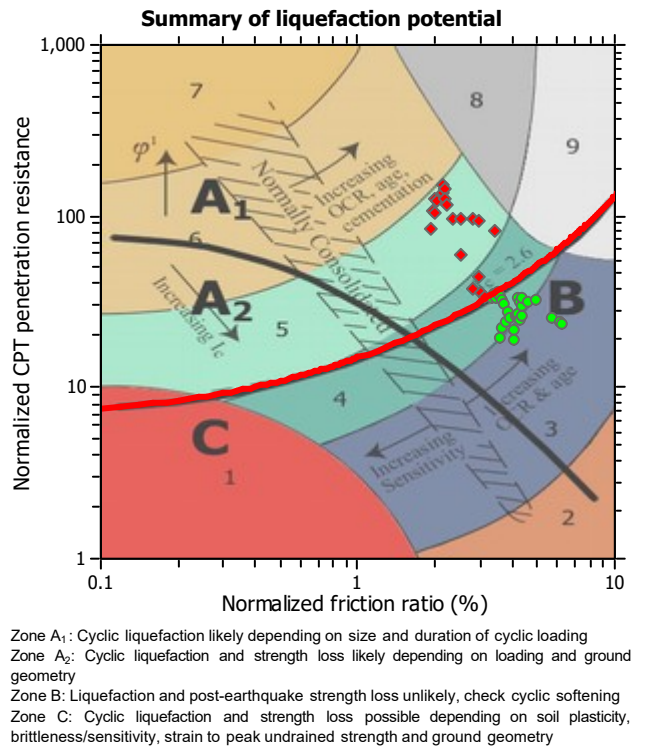 Summary of liquefaction potential
Normalized CPT penetration resistance
1,000
100
10
1
0.1
1
10
Normalized friction ratio (%)
7
8
9
φ'
A1
Increasing
OCR, age,
cementation
Normally Consolidated
6
A2
Increasing Ic
= 2.6
B
5
4
Increasing
OCR & age
3
C
1
Increasing
Sensitivity
2
Zone A1: Cyclic liquefaction likely depending on size and duration of cyclic loading
Zone A2: Cyclic liquefaction and strength loss likely depending on loading and ground
geometry
Zone B: Liquefaction and post-earthquake strength loss unlikely, check cyclic softening
Zone C: Cyclic liquefaction and strength loss possible depending on soil plasticity,
brittleness/sensitivity, strain to peak undrained strength and ground geometry